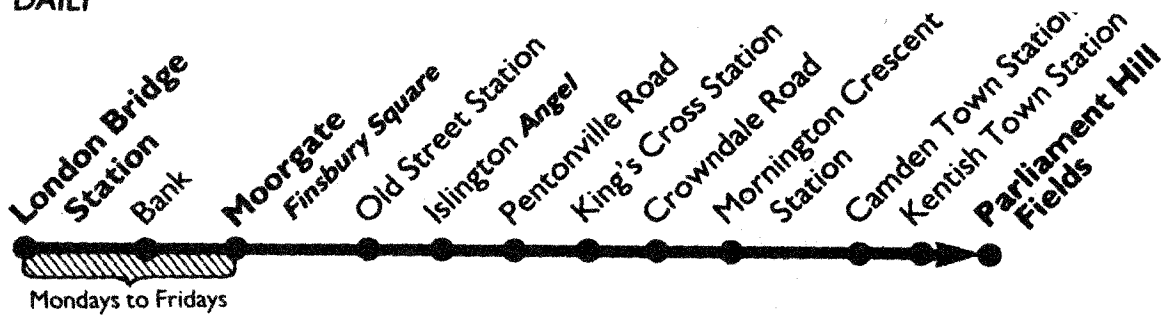 DAILY
London Bridge
Station
Bank
Moorgate
Finsbury Square
Old Street Station
Islington Angel
Pentonville Road
King's Cross Station
Crowndale Road
Mornington Crescent
Station
Camden Town Station
Kentish Town Station
Parliament Hill
Fields
Mondays to Fridays